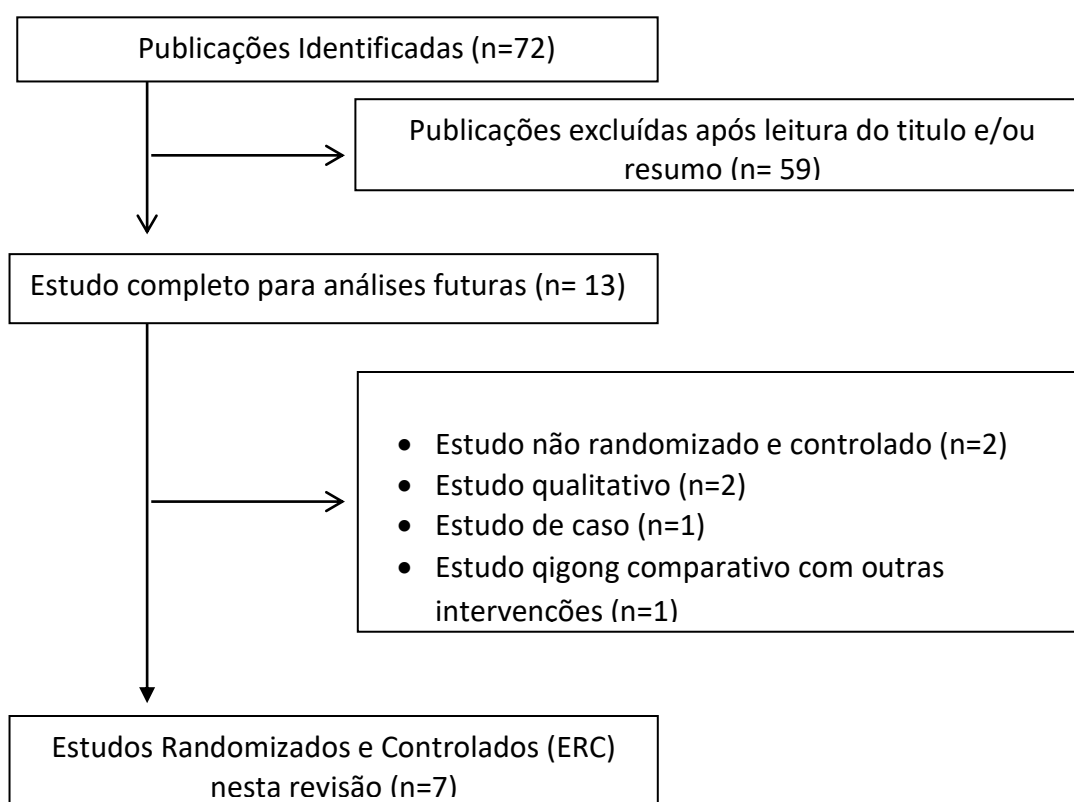 Publicações Identificadas (n=72)
Publicações excluídas após leitura do titulo e/ou
resumo (n= 59)
Estudo completo para análises futuras (n= 13)
• Estudo não randomizado e controlado (n=2)
• Estudo qualitativo (n=2)
• Estudo de caso (n=1)
• Estudo qigong comparativo com outras
intervenções (n=1)
Estudos Randomizados e Controlados (ERC)
nesta revisão (n=7)